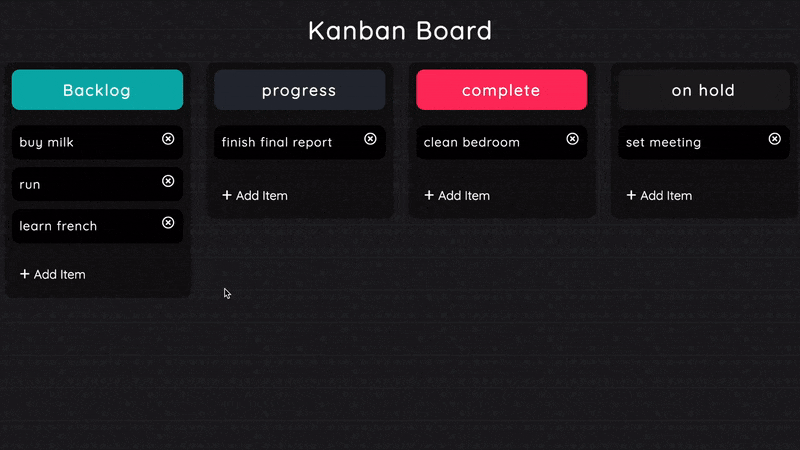 Kanban Board
Backlog
buy milk
run
learn french
+ Add Item
progress
finish final report
+ Add Item
complete
clean bedroom
+ Add Item
on hold
set meeting
+ Add Item